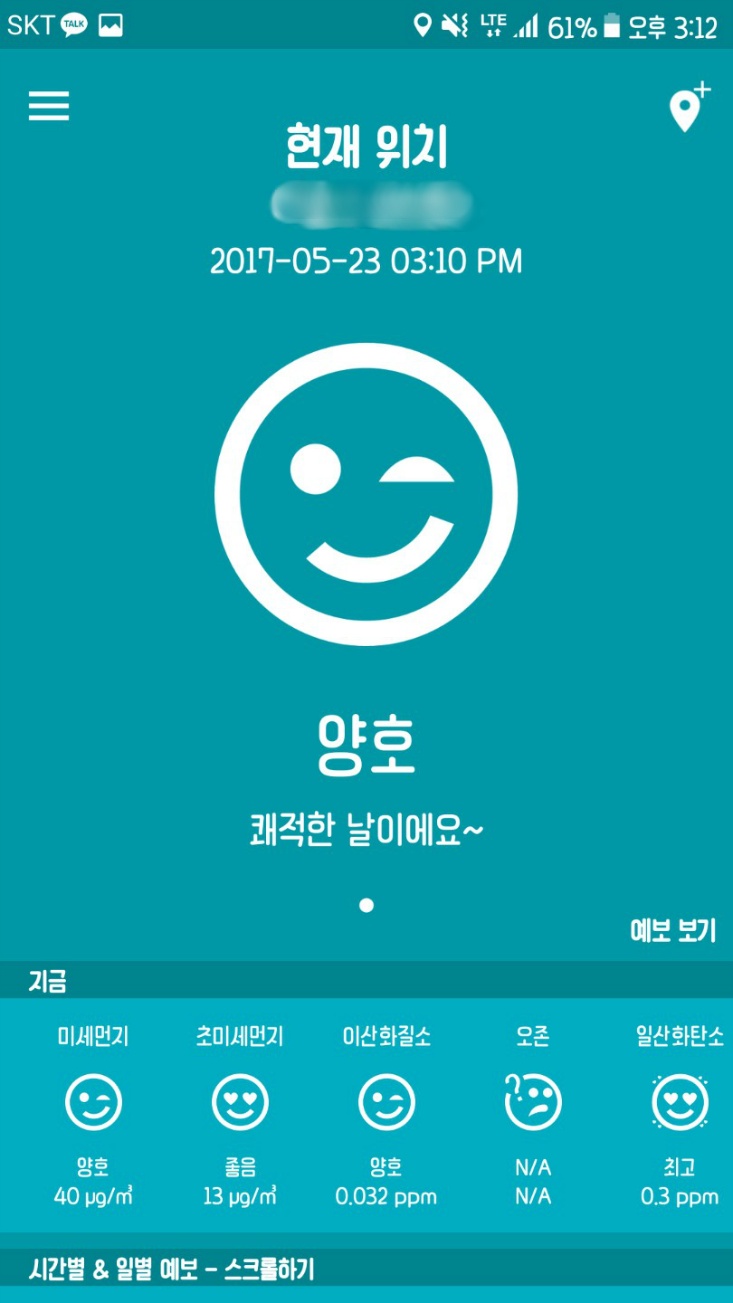 SKT TALK LTE 61% 오후 3:12
현재 위치
2017-05-23 03:10 PM
양호
쾌적한 날이에요~
예보 보기
지금
미세먼지 초미세먼지 이산화질소 오존 일산화탄소
?
양호 좋음 양호 N/A 최고
40 µg/㎥ 13 µg/㎥ 0.032 ppm N/A 0.3 ppm
시간별 & 일별 예보 - 스크롤하기